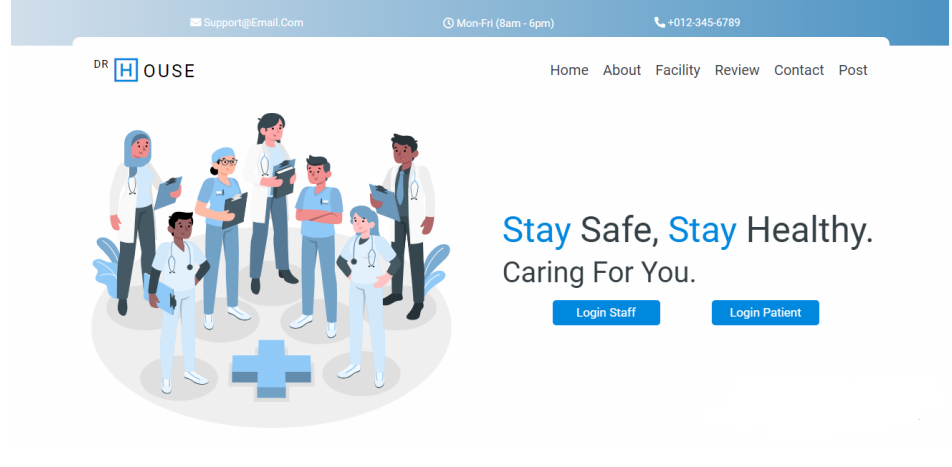 Support@Email.Com
Mon-Fri (8am - 6pm)
+012-345-6789
DR HOUSE
Home About Facility Review Contact Post
Stay Safe, Stay Healthy.
Caring For You.
Login Staff
Login Patient